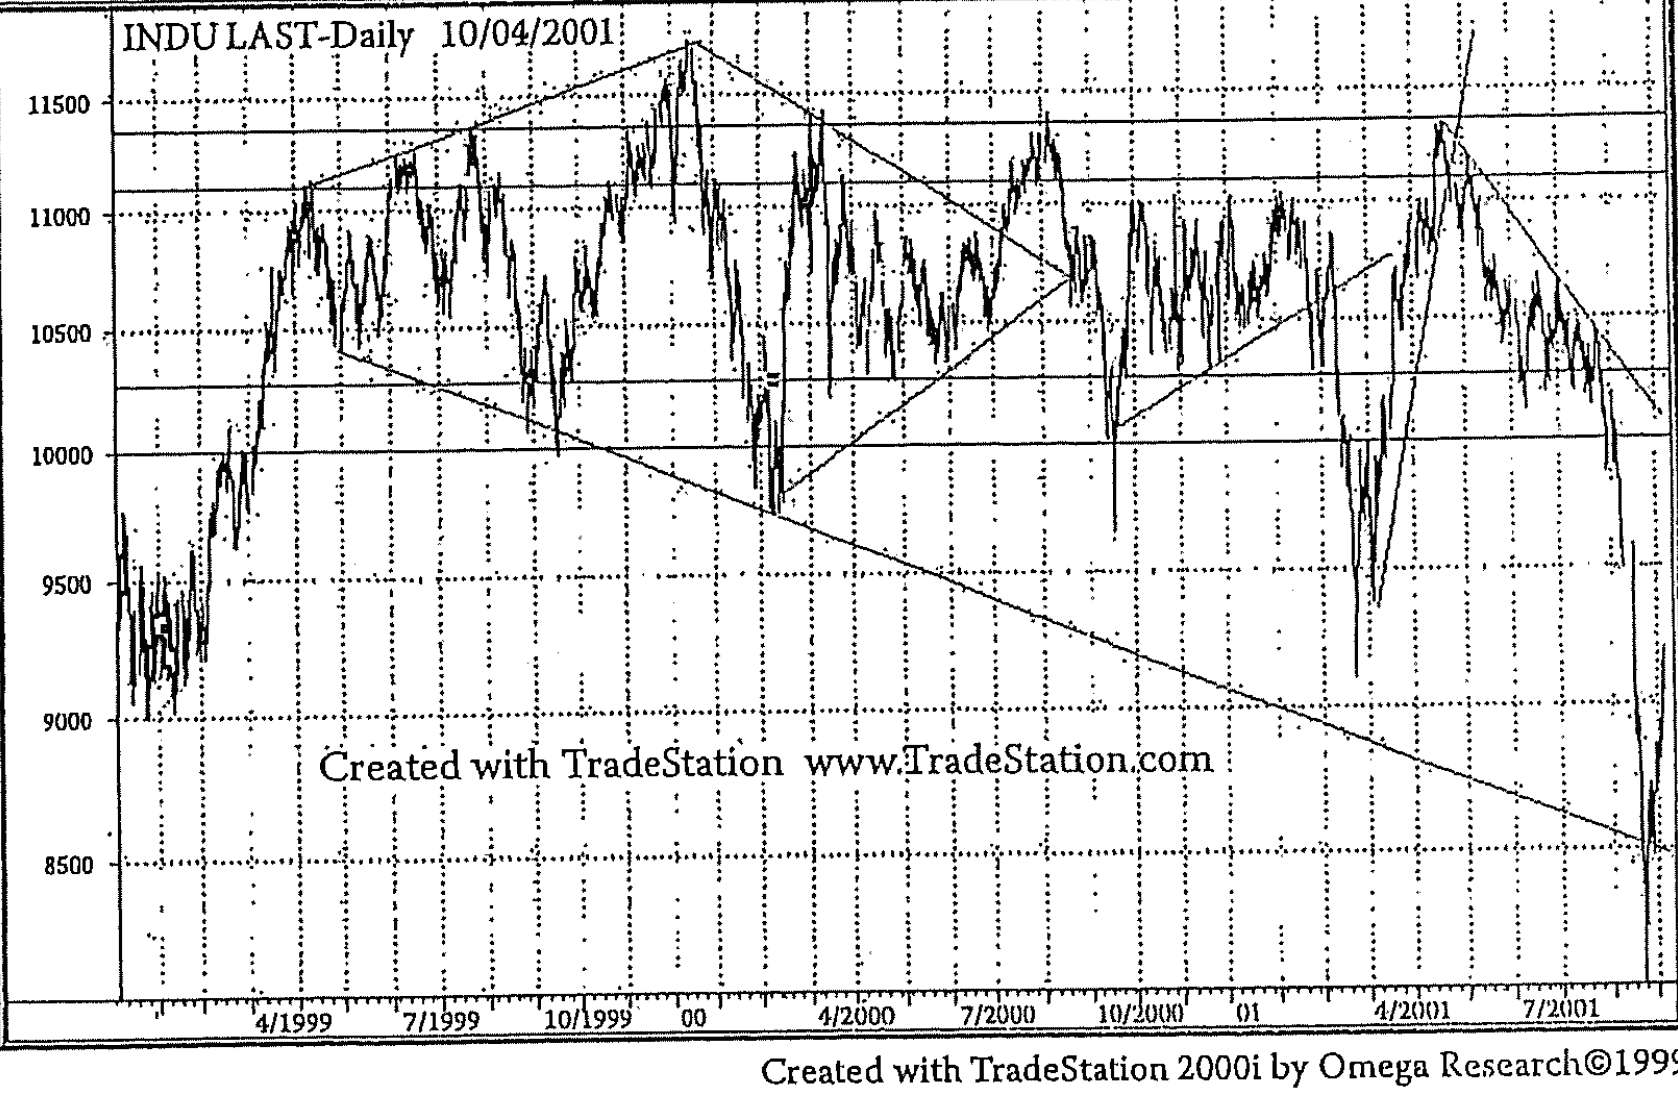 INDU LAST-Daily 10/04/2001
11500
11000
10500
10000
9500
9000
Created with TradeStation www.TradeStation.com
8500
4/1999 7/1999 10/1999 00 4/2000 7/2000 10/2000 01 4/2001 7/2001
Created with TradeStation 2000i by Omega Research©1999